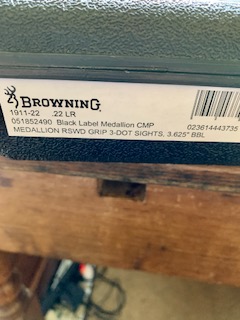 BROWNING
1911-22 .22 LR
051852490 Black Label Medallion CMP 023614443735
MEDALLION RSWD GRIP 3-DOT SIGHTS, 3.625" BBL